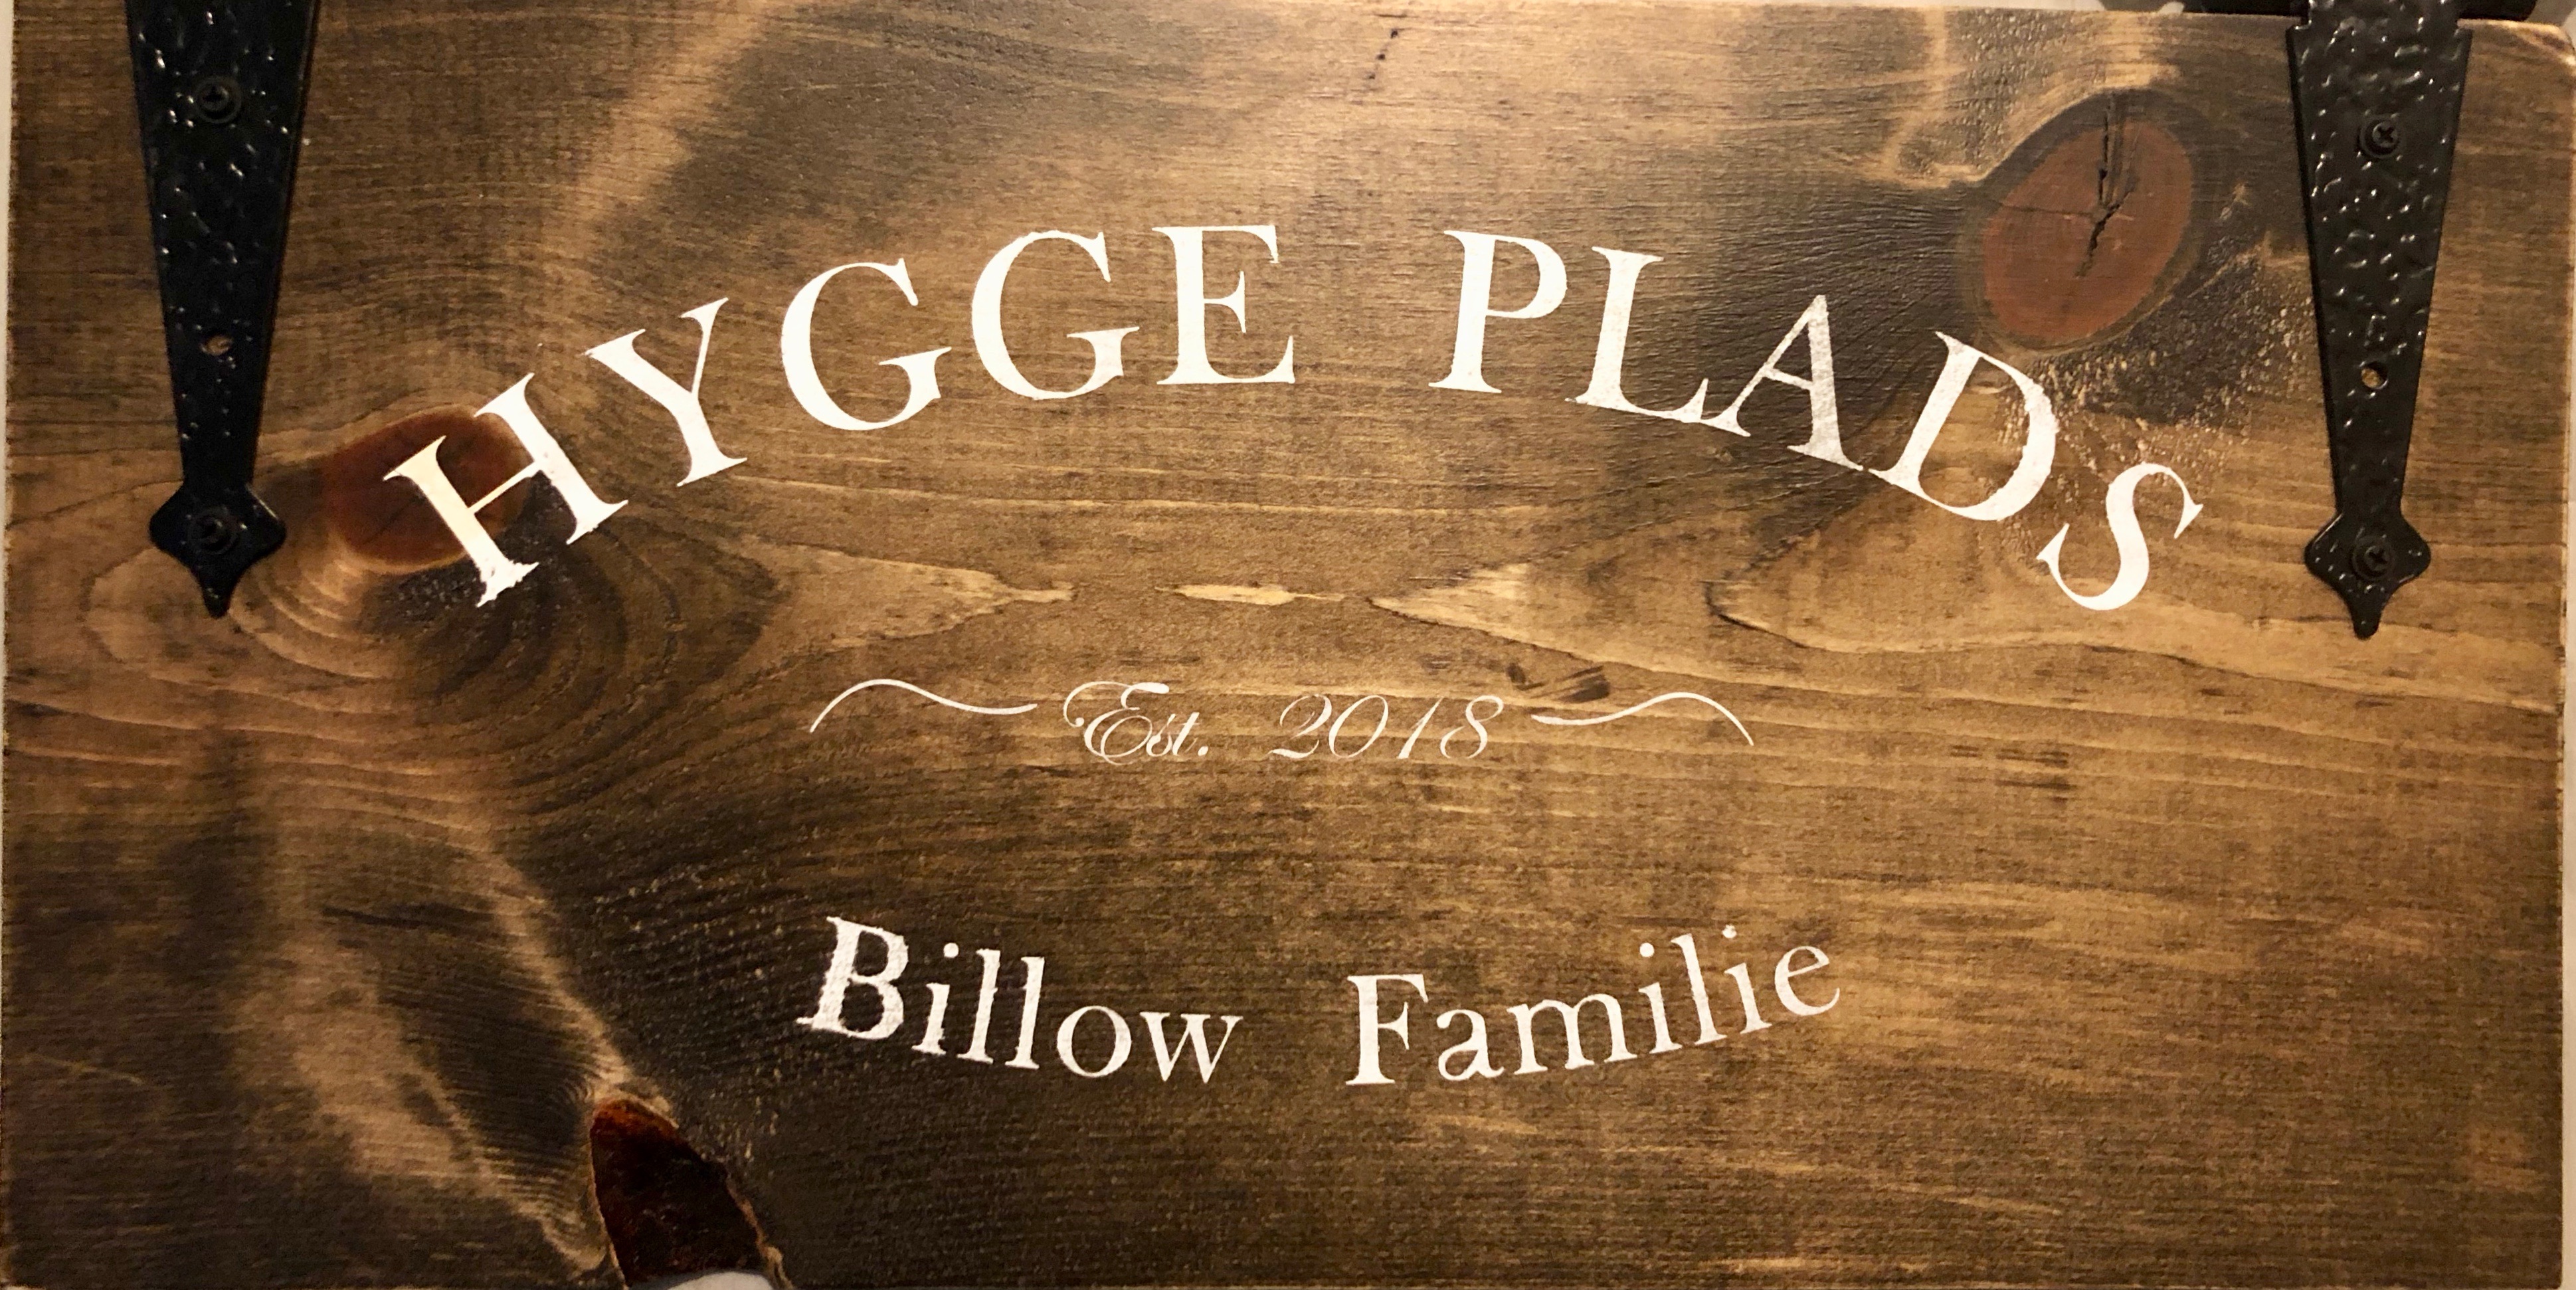 HYGGE PLADS
Est. 2018
Billow Familie